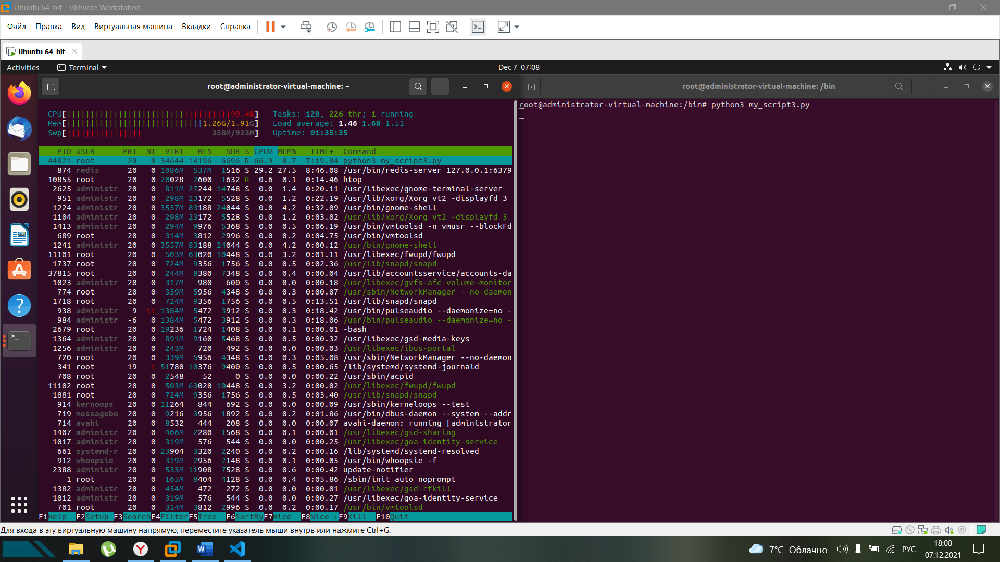 Ubuntu 64-bit - VMware Workstation
Файл Правка Вид Виртуальная машина Вкладки Справка
Ubuntu 64-bit
Activities Terminal Dec 7 07:08
root@administrator-virtual-machine: ~
root@administrator-virtual-machine: /bin
root@administrator-virtual-machine:/bin# python3 my_script3.py
CPU[||||||||||||||||||||||||||||||||||||99.4%] Tasks: 120, 226 thr; 1 running
Mem[|||||||||||||||||||||||||||||1.26G/1.91G] Load average: 1.46 1.68 1.51
Swp[|||||||||||||||| 358M/923M] Uptime: 01:35:35
PID USER PRI NI VIRT RES SHR S CPU% MEM% TIME+ Command
44821 root 20 0 34644 14196 6696 R 66.9 0.7 7:19.04 python3 my_script3.py
874 redis 20 0 1086M 537M 1516 S 29.2 27.5 8:46.08 /usr/bin/redis-server 127.0.0.1:6379
10855 root 20 0 20028 2600 1632 R 0.6 0.1 0:14.46 htop
2625 administr 20 0 811M 27244 14748 S 0.0 1.4 0:20.11 /usr/libexec/gnome-terminal-server
951 administr 20 0 298M 23172 5528 S 0.0 1.2 0:22.19 /usr/lib/xorg/Xorg vt2 -displayfd 3
1224 administr 20 0 3557M 83188 24044 S 0.0 4.2 0:32.09 /usr/bin/gnome-shell
1104 administr 20 0 298M 23172 5528 S 0.0 1.2 0:03.02 /usr/lib/xorg/Xorg vt2 -displayfd 3
1413 administr 20 0 294M 9976 5368 S 0.0 0.5 0:06.19 /usr/bin/vmtoolsd -n vmusr --blockFd
689 root 20 0 314M 3812 2996 S 0.0 0.2 0:04.75 /usr/bin/vmtoolsd
1241 administr 20 0 3557M 83188 24044 S 0.0 4.2 0:00.12 /usr/bin/gnome-shell
11101 root 20 0 503M 63020 10448 S 0.0 3.2 0:01.11 /usr/libexec/fwupd/fwupd
1737 root 20 0 724M 9356 1756 S 0.0 0.5 0:02.36 /usr/lib/snapd/snapd
37815 root 20 0 244M 8380 7348 S 0.0 0.4 0:00.04 /usr/lib/accountsservice/accounts-da
1023 administr 20 0 317M 980 600 S 0.0 0.0 0:00.18 /usr/libexec/gvfs-afc-volume-monitor
774 root 20 0 339M 5956 4348 S 0.0 0.3 0:00.07 /usr/sbin/NetworkManager --no-daemon
1718 root 20 0 724M 9356 1756 S 0.0 0.5 0:13.51 /usr/lib/snapd/snapd
938 administr 9 -11 1384M 5472 3912 S 0.0 0.3 0:18.42 /usr/bin/pulseaudio --daemonize=no -
984 administr -6 0 1384M 5472 3912 S 0.0 0.3 0:18.06 /usr/bin/pulseaudio --daemonize=no -
2679 root 20 0 19236 1724 1408 S 0.0 0.1 0:00.01 -bash
1364 administr 20 0 891M 9160 5468 S 0.0 0.5 0:00.32 /usr/libexec/gsd-media-keys
1256 administr 20 0 243M 720 492 S 0.0 0.0 0:00.03 /usr/libexec/ibus-portal
720 root 20 0 339M 5956 4348 S 0.0 0.3 0:05.08 /usr/sbin/NetworkManager --no-daemon
341 root 19 -1 51780 10376 9400 S 0.0 0.5 0:00.65 /lib/systemd/systemd-journald
708 root 20 0 2548 52 0 S 0.0 0.0 0:00.22 /usr/sbin/acpid
11102 root 20 0 503M 63020 10448 S 0.0 3.2 0:00.02 /usr/libexec/fwupd/fwupd
1881 root 20 0 724M 9356 1756 S 0.0 0.5 0:03.40 /usr/lib/snapd/snapd
914 kernoops 20 0 11264 844 692 S 0.0 0.0 0:00.09 /usr/sbin/kerneloops --test
719 messagebu 20 0 9216 3956 1892 S 0.0 0.2 0:01.86 /usr/bin/dbus-daemon --system --addr
714 avahi 20 0 8532 444 208 S 0.0 0.0 0:00.07 avahi-daemon: running [administrator
1407 administr 20 0 466M 2280 1568 S 0.0 0.1 0:00.01 /usr/libexec/gsd-sharing
1017 administr 20 0 319M 576 544 S 0.0 0.0 0:00.25 /usr/libexec/goa-identity-service
661 systemd-r 20 0 23904 3320 2240 S 0.0 0.2 0:00.16 /lib/systemd/systemd-resolved
912 whoopsie 20 0 319M 2956 2148 S 0.0 0.1 0:00.05 /usr/bin/whoopsie -f
2388 administr 20 0 533M 11908 7528 S 0.0 0.6 0:00.42 update-notifier
1 root 20 0 165M 8404 4128 S 0.0 0.4 0:05.86 /sbin/init auto noprompt
1382 administr 20 0 454M 472 272 S 0.0 0.0 0:00.01 /usr/libexec/gsd-rfkill
1012 administr 20 0 319M 576 544 S 0.0 0.0 0:00.27 /usr/libexec/goa-identity-service
701 root 20 0 314M 3812 2996 S 0.0 0.2 0:00.17 /usr/bin/vmtoolsd
F1Help F2Setup F3SearchF4FilterF5Tree F6SortByF7Nice -F8Nice +F9Kill F10Quit
Для входа в эту виртуальную машину напрямую, переместите указатель мыши внутрь или нажмите Ctrl+G.
7°C Облачно РУС 18:08
07.12.2021